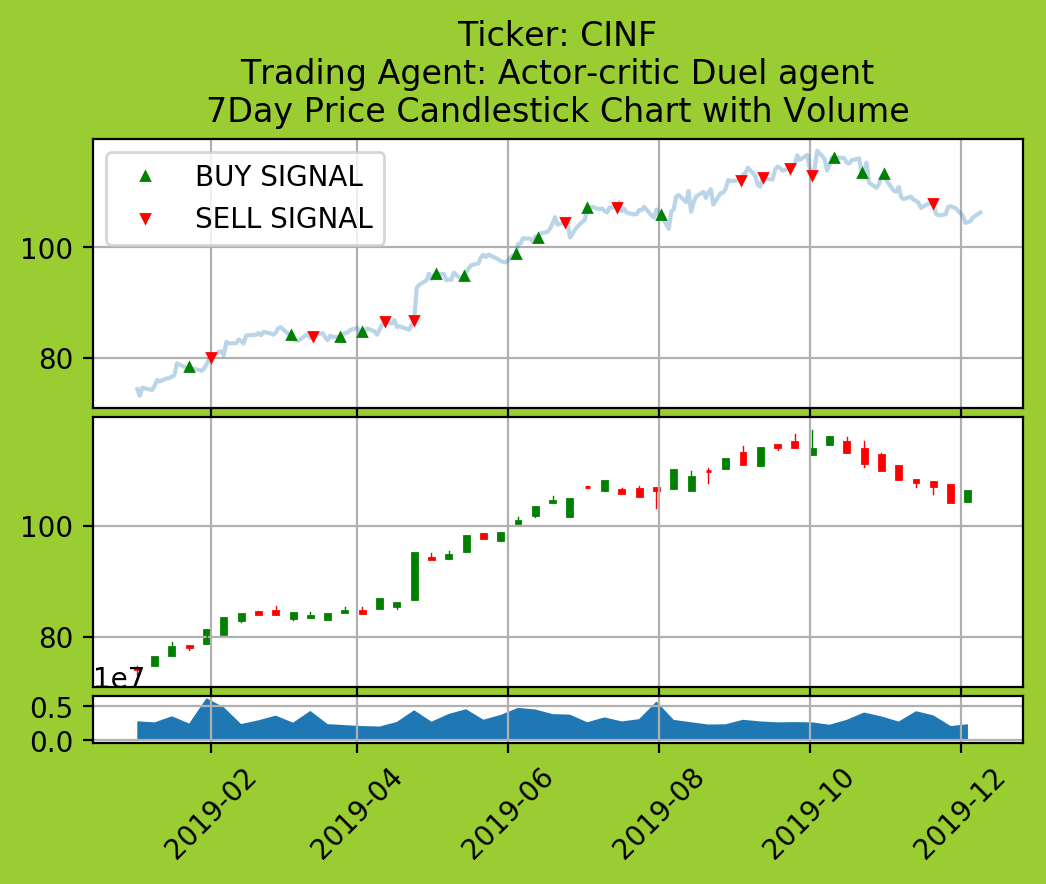 Ticker: CINF
Trading Agent: Actor-critic Duel agent
7Day Price Candlestick Chart with Volume
BUY SIGNAL
SELL SIGNAL
100
80
100
80
1e7
0.5
0.0
2019-02
2019-04
2019-06
2019-08
2019-10
2019-12